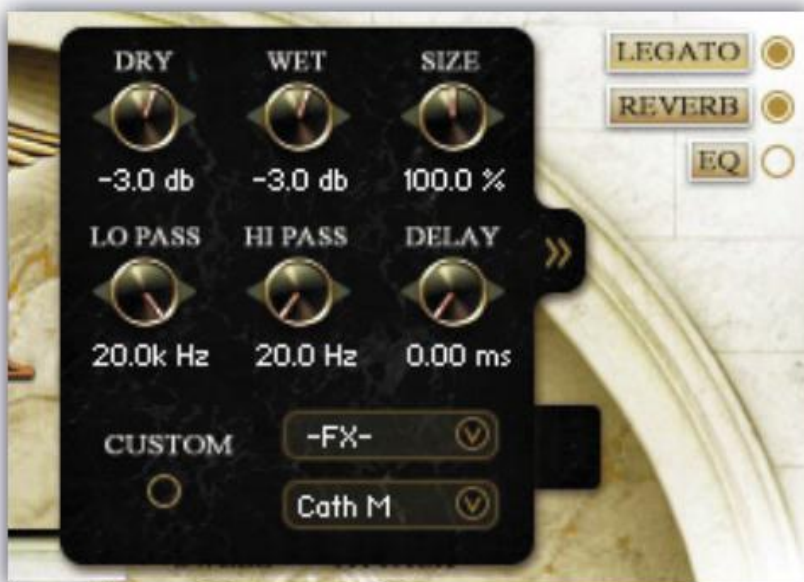 DRY WET SIZE
-3.0 db -3.0 db 100.0 %
LO PASS HI PASS DELAY
20.0k Hz 20.0 Hz 0.00 ms
CUSTOM
-FX-
Cath M
LEGATO
REVERB
EQ